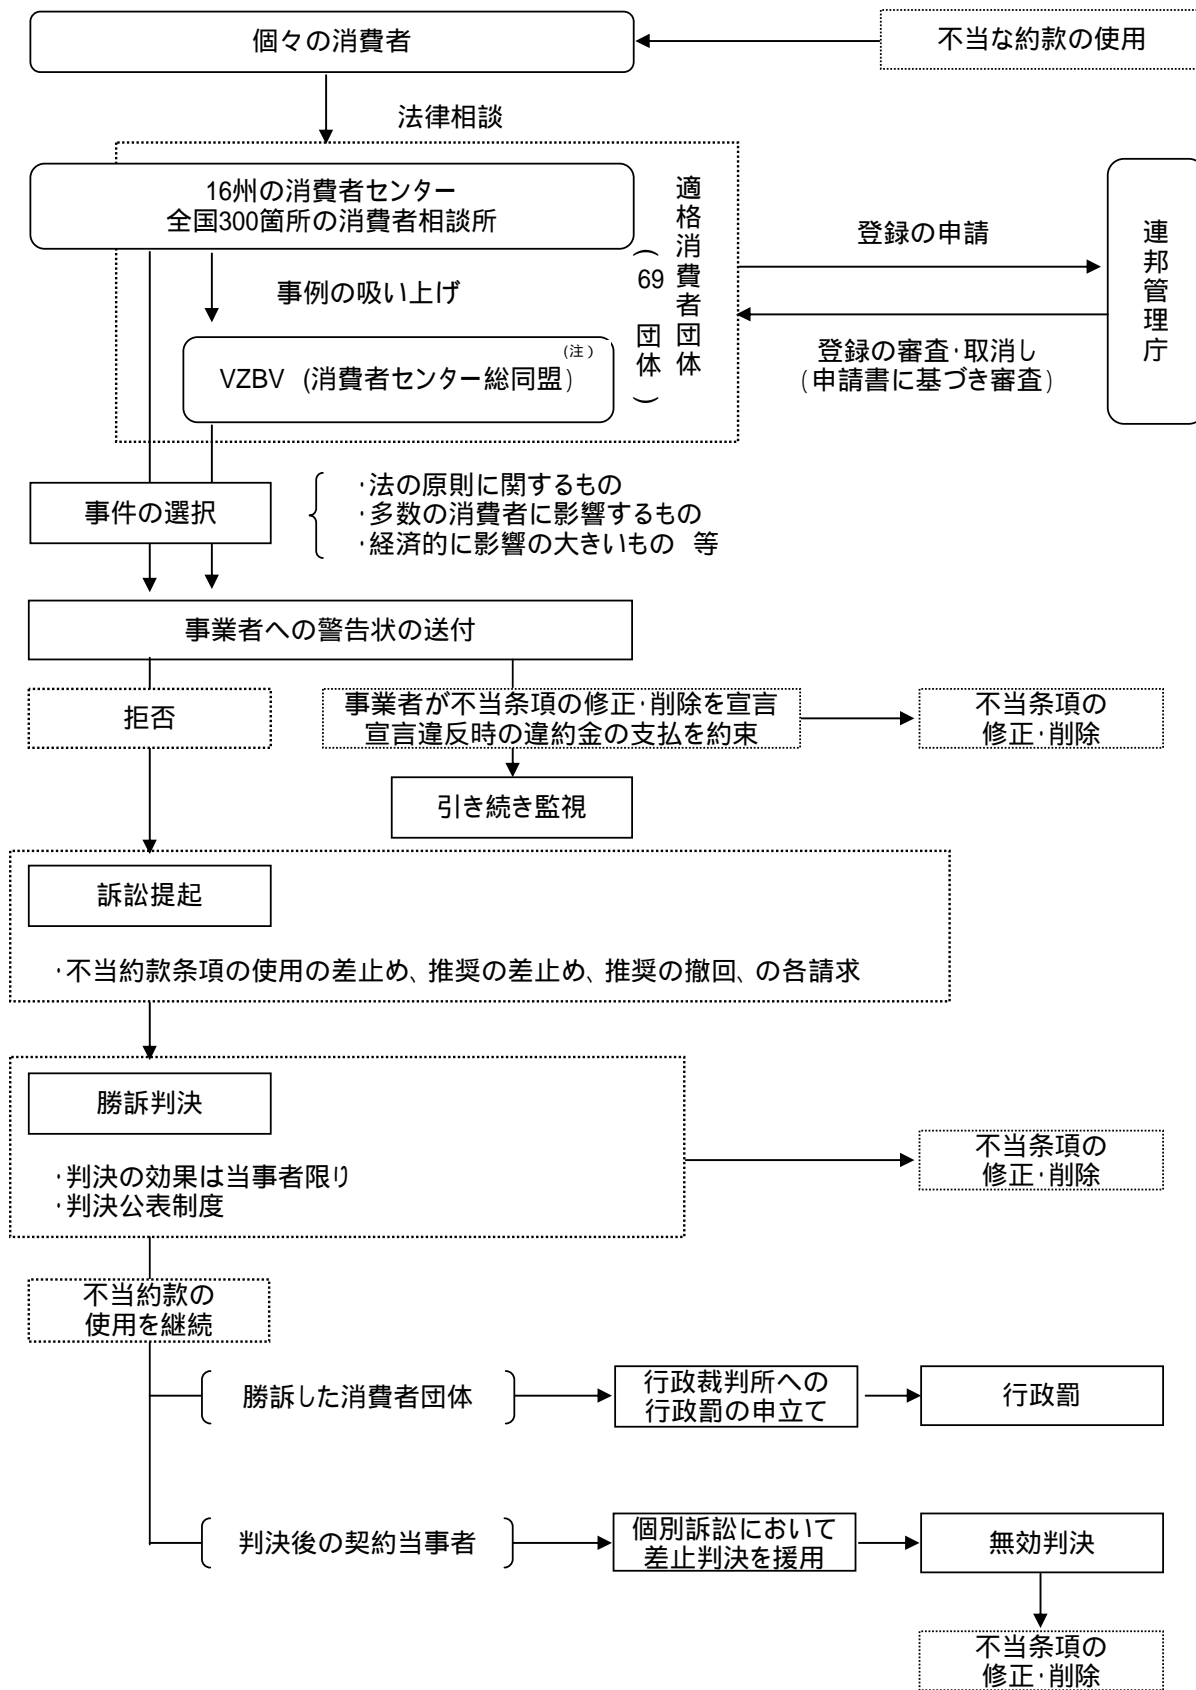 個々の消費者
不当な約款の使用
法律相談
16州の消費者センター
全国300箇所の消費者相談所
適格消費者団体
(69団体)
登録の申請
連邦管理庁
事例の吸い上げ
登録の審査・取消し
(申請書に基づき審査)
(注)
VZBV (消費者センター総同盟)
事件の選択
・法の原則に関するもの
・多数の消費者に影響するもの
・経済的に影響の大きいもの 等
事業者への警告状の送付
拒否
事業者が不当条項の修正・削除を宣言
宣言違反時の違約金の支払を約束
不当条項の
修正・削除
引き続き監視
訴訟提起
・不当約款条項の使用の差止め、推奨の差止め、推奨の撤回、の各請求
勝訴判決
・判決の効果は当事者限り
・判決公表制度
不当条項の
修正・削除
不当約款の
使用を継続
勝訴した消費者団体
行政裁判所への
行政罰の申立て
行政罰
判決後の契約当事者
個別訴訟において
差止判決を援用
無効判決
不当条項の
修正・削除